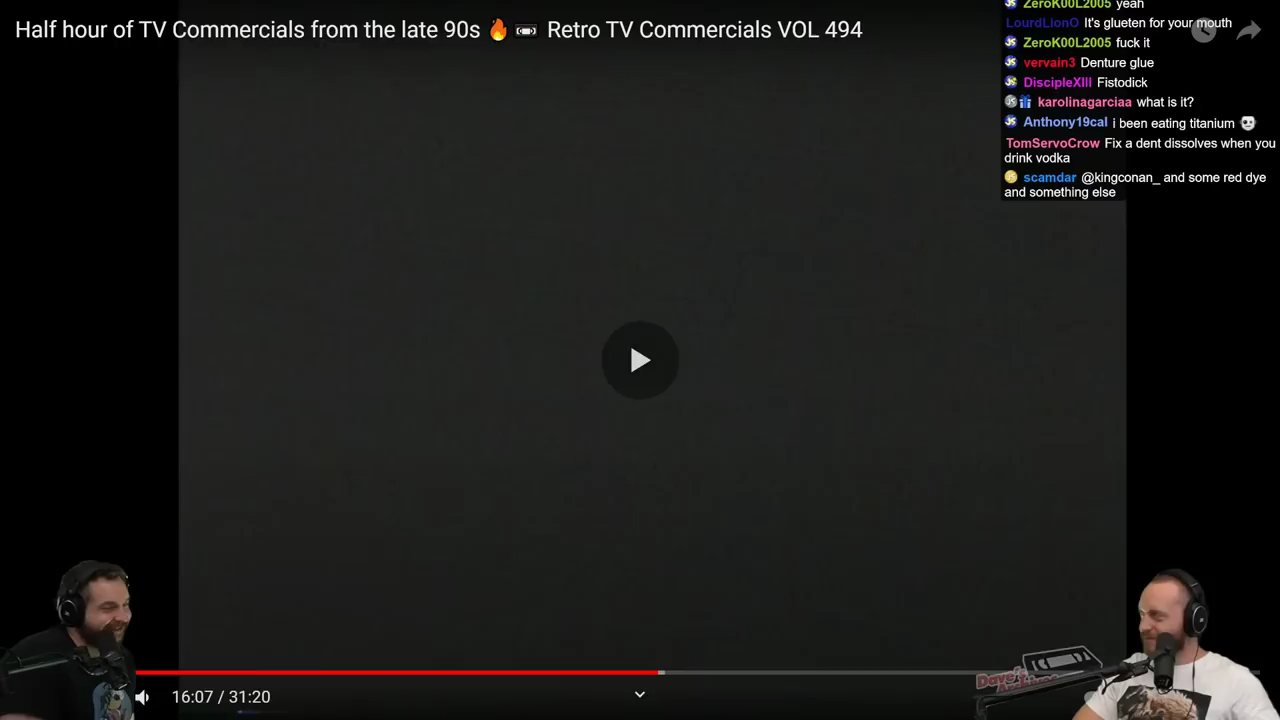 Half hour of TV Commercials from the late 90s 🔥📼 Retro TV Commercials VOL 494
ZeroK00L2005 yeah
LourdLionO It's glueten for your mouth
ZeroK00L2005 fuck it
vervain3 Denture glue
DiscipleXIII Fistodick
karolinagarciaa what is it?
Anthony19cal i been eating titanium
TomServoCrow Fix a dent dissolves when you
drink vodka
scamdar @kingconan_ and some red dye
and something else
Dave's
Archives
16:07 / 31:20